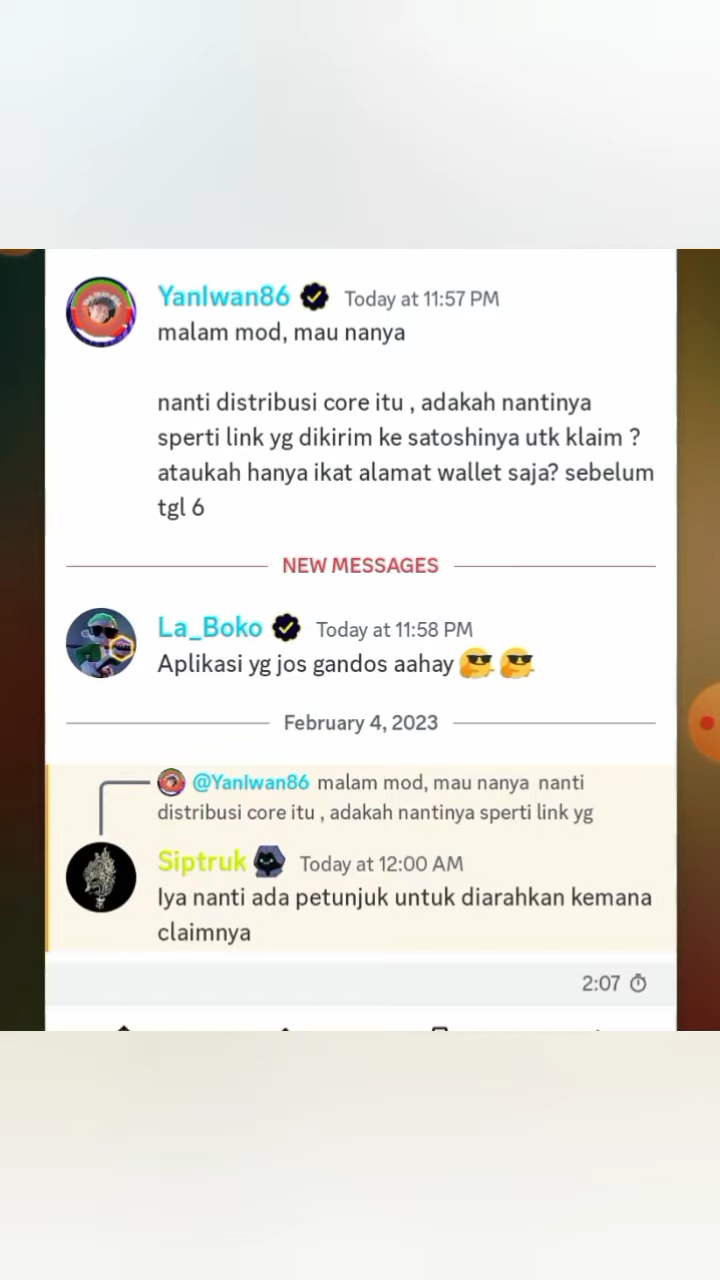 YanIwan86 Today at 11:57 PM
malam mod, mau nanya
nanti distribusi core itu , adakah nantinya
sperti link yg dikirim ke satoshinya utk klaim ?
ataukah hanya ikat alamat wallet saja? sebelum
tgl 6
NEW MESSAGES
La_Boko Today at 11:58 PM
Aplikasi yg jos gandos aahay
February 4, 2023
@YanIwan86 malam mod, mau nanya nanti
distribusi core itu , adakah nantinya sperti link yg
Siptruk Today at 12:00 AM
Iya nanti ada petunjuk untuk diarahkan kemana
claimnya
2:07